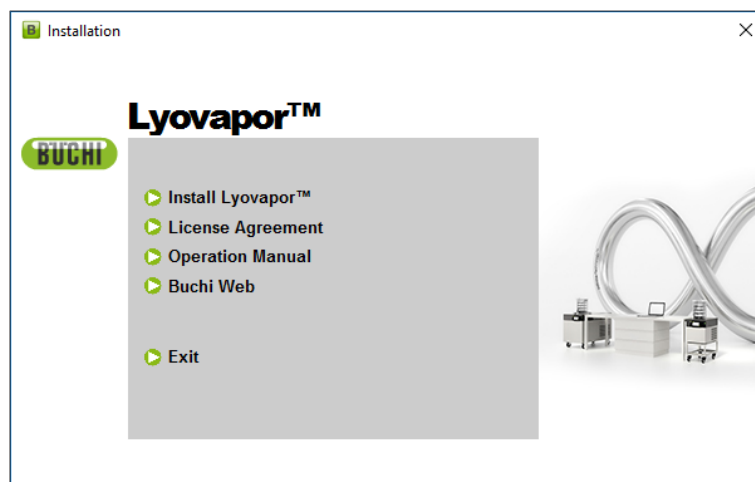 Installation
Lyovapor™
BUCHI
Install Lyovapor™
License Agreement
Operation Manual
Buchi Web
Exit